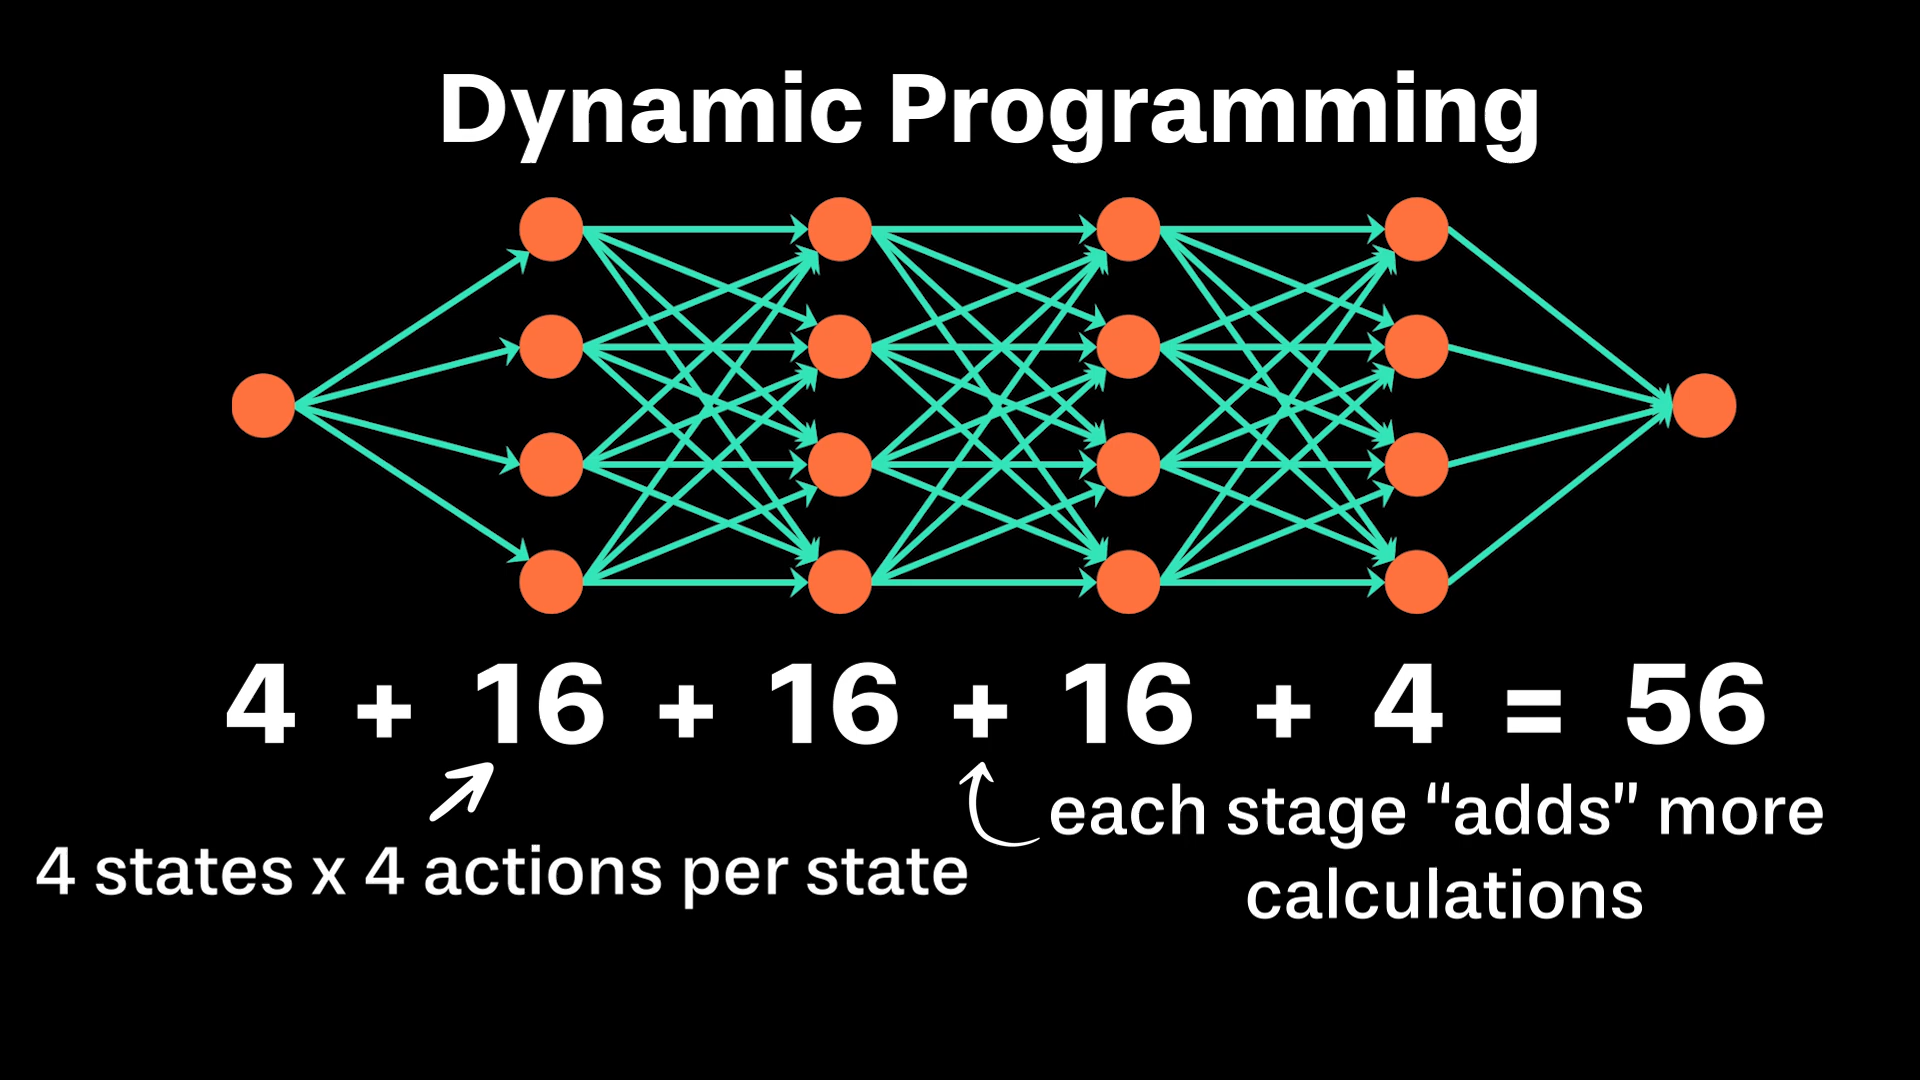 Dynamic Programming
4 + 16 + 16 + 16 + 4 = 56
4 states x 4 actions per state
each stage “adds” more
calculations